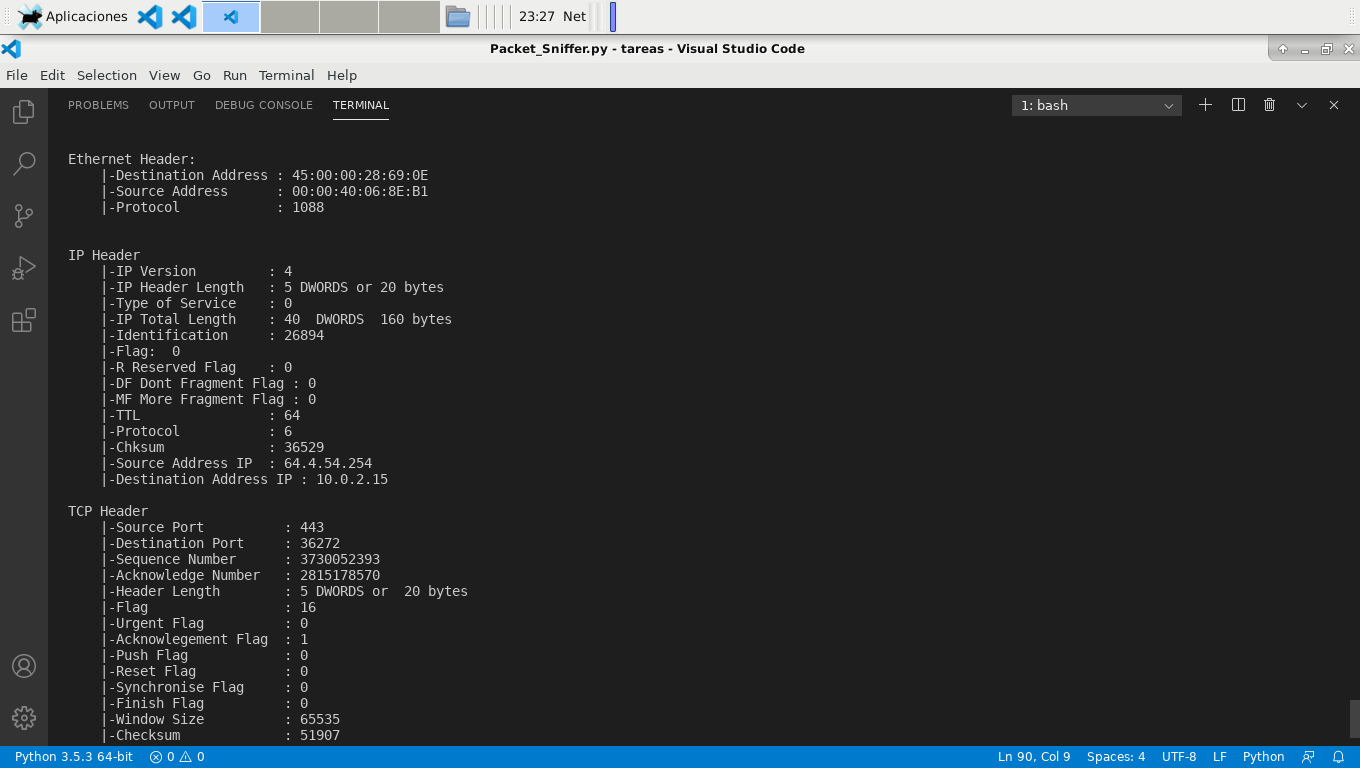 Aplicaciones 23:27 Net
Packet_Sniffer.py - tareas - Visual Studio Code
File Edit Selection View Go Run Terminal Help
PROBLEMS OUTPUT DEBUG CONSOLE TERMINAL 1: bash
Ethernet Header:
|-Destination Address : 45:00:00:28:69:0E
|-Source Address : 00:00:40:06:8E:B1
|-Protocol : 1088
IP Header
|-IP Version : 4
|-IP Header Length : 5 DWORDS or 20 bytes
|-Type of Service : 0
|-IP Total Length : 40 DWORDS 160 bytes
|-Identification : 26894
|-Flag: 0
|-R Reserved Flag : 0
|-DF Dont Fragment Flag : 0
|-MF More Fragment Flag : 0
|-TTL : 64
|-Protocol : 6
|-Chksum : 36529
|-Source Address IP : 64.4.54.254
|-Destination Address IP : 10.0.2.15
TCP Header
|-Source Port : 443
|-Destination Port : 36272
|-Sequence Number : 3730052393
|-Acknowledge Number : 2815178570
|-Header Length : 5 DWORDS or 20 bytes
|-Flag : 16
|-Urgent Flag : 0
|-Acknowlegement Flag : 1
|-Push Flag : 0
|-Reset Flag : 0
|-Synchronise Flag : 0
|-Finish Flag : 0
|-Window Size : 65535
|-Checksum : 51907
Python 3.5.3 64-bit 0 0 Ln 90, Col 9 Spaces: 4 UTF-8 LF Python